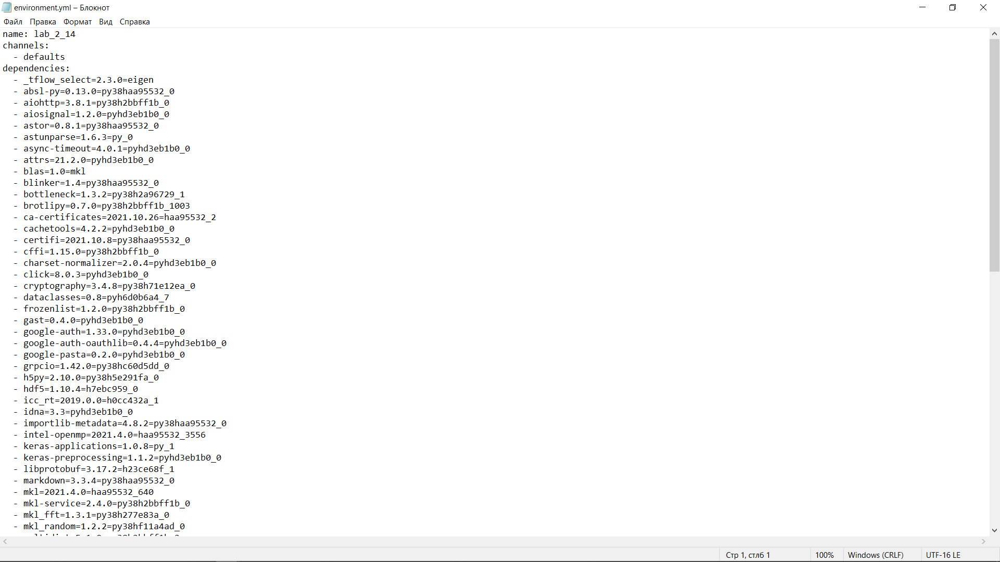 environment.yml – Блокнот
Файл Правка Формат Вид Справка
name: lab_2_14
channels:
  - defaults
dependencies:
  - _tflow_select=2.3.0=eigen
  - absl-py=0.13.0=py38haa95532_0
  - aiohttp=3.8.1=py38h2bbff1b_0
  - aiosignal=1.2.0=pyhd3eb1b0_0
  - astor=0.8.1=py38haa95532_0
  - astunparse=1.6.3=py_0
  - async-timeout=4.0.1=pyhd3eb1b0_0
  - attrs=21.2.0=pyhd3eb1b0_0
  - blas=1.0=mkl
  - blinker=1.4=py38haa95532_0
  - bottleneck=1.3.2=py38h2a96729_1
  - brotlipy=0.7.0=py38h2bbff1b_1003
  - ca-certificates=2021.10.26=haa95532_2
  - cachetools=4.2.2=pyhd3eb1b0_0
  - certifi=2021.10.8=py38haa95532_0
  - cffi=1.15.0=py38h2bbff1b_0
  - charset-normalizer=2.0.4=pyhd3eb1b0_0
  - click=8.0.3=pyhd3eb1b0_0
  - cryptography=3.4.8=py38h71e12ea_0
  - dataclasses=0.8=pyh6d0b6a4_7
  - frozenlist=1.2.0=py38h2bbff1b_0
  - gast=0.4.0=pyhd3eb1b0_0
  - google-auth=1.33.0=pyhd3eb1b0_0
  - google-auth-oauthlib=0.4.4=pyhd3eb1b0_0
  - google-pasta=0.2.0=pyhd3eb1b0_0
  - grpcio=1.42.0=py38hc60d5dd_0
  - h5py=2.10.0=py38h5e291fa_0
  - hdf5=1.10.4=h7ebc959_0
  - icc_rt=2019.0.0=h0cc432a_1
  - idna=3.3=pyhd3eb1b0_0
  - importlib-metadata=4.8.2=py38haa95532_0
  - intel-openmp=2021.4.0=haa95532_3556
  - keras-applications=1.0.8=py_1
  - keras-preprocessing=1.1.2=pyhd3eb1b0_0
  - libprotobuf=3.17.2=h23ce68f_1
  - markdown=3.3.4=py38haa95532_0
  - mkl=2021.4.0=haa95532_640
  - mkl-service=2.4.0=py38h2bbff1b_0
  - mkl_fft=1.3.1=py38h277e83a_0
  - mkl_random=1.2.2=py38hf11a4ad_0
Стр 1, стлб 1 100% Windows (CRLF) UTF-16 LE